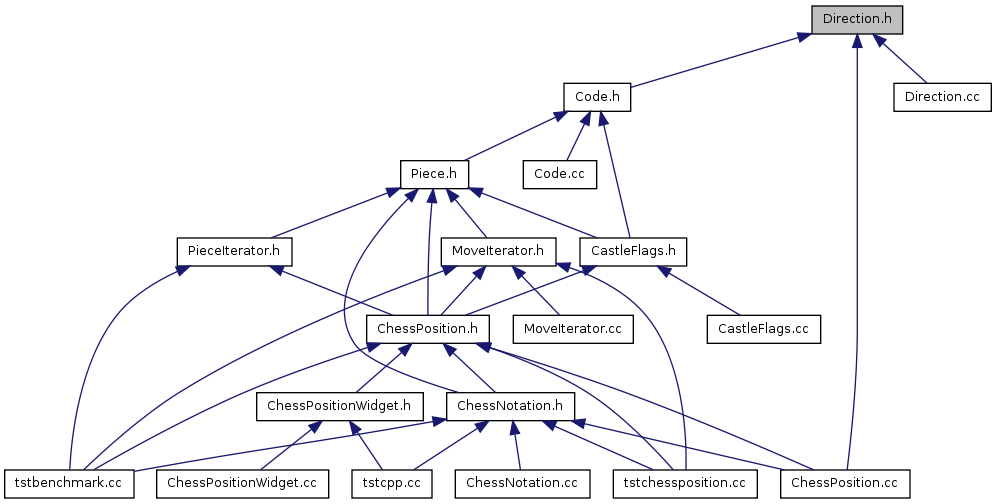 Direction.h
Code.h
Direction.cc
Piece.h
Code.cc
PieceIterator.h
MoveIterator.h
CastleFlags.h
ChessPosition.h
MoveIterator.cc
CastleFlags.cc
ChessPositionWidget.h
ChessNotation.h
tstbenchmark.cc
ChessPositionWidget.cc
tstcpp.cc
ChessNotation.cc
tstchessposition.cc
ChessPosition.cc